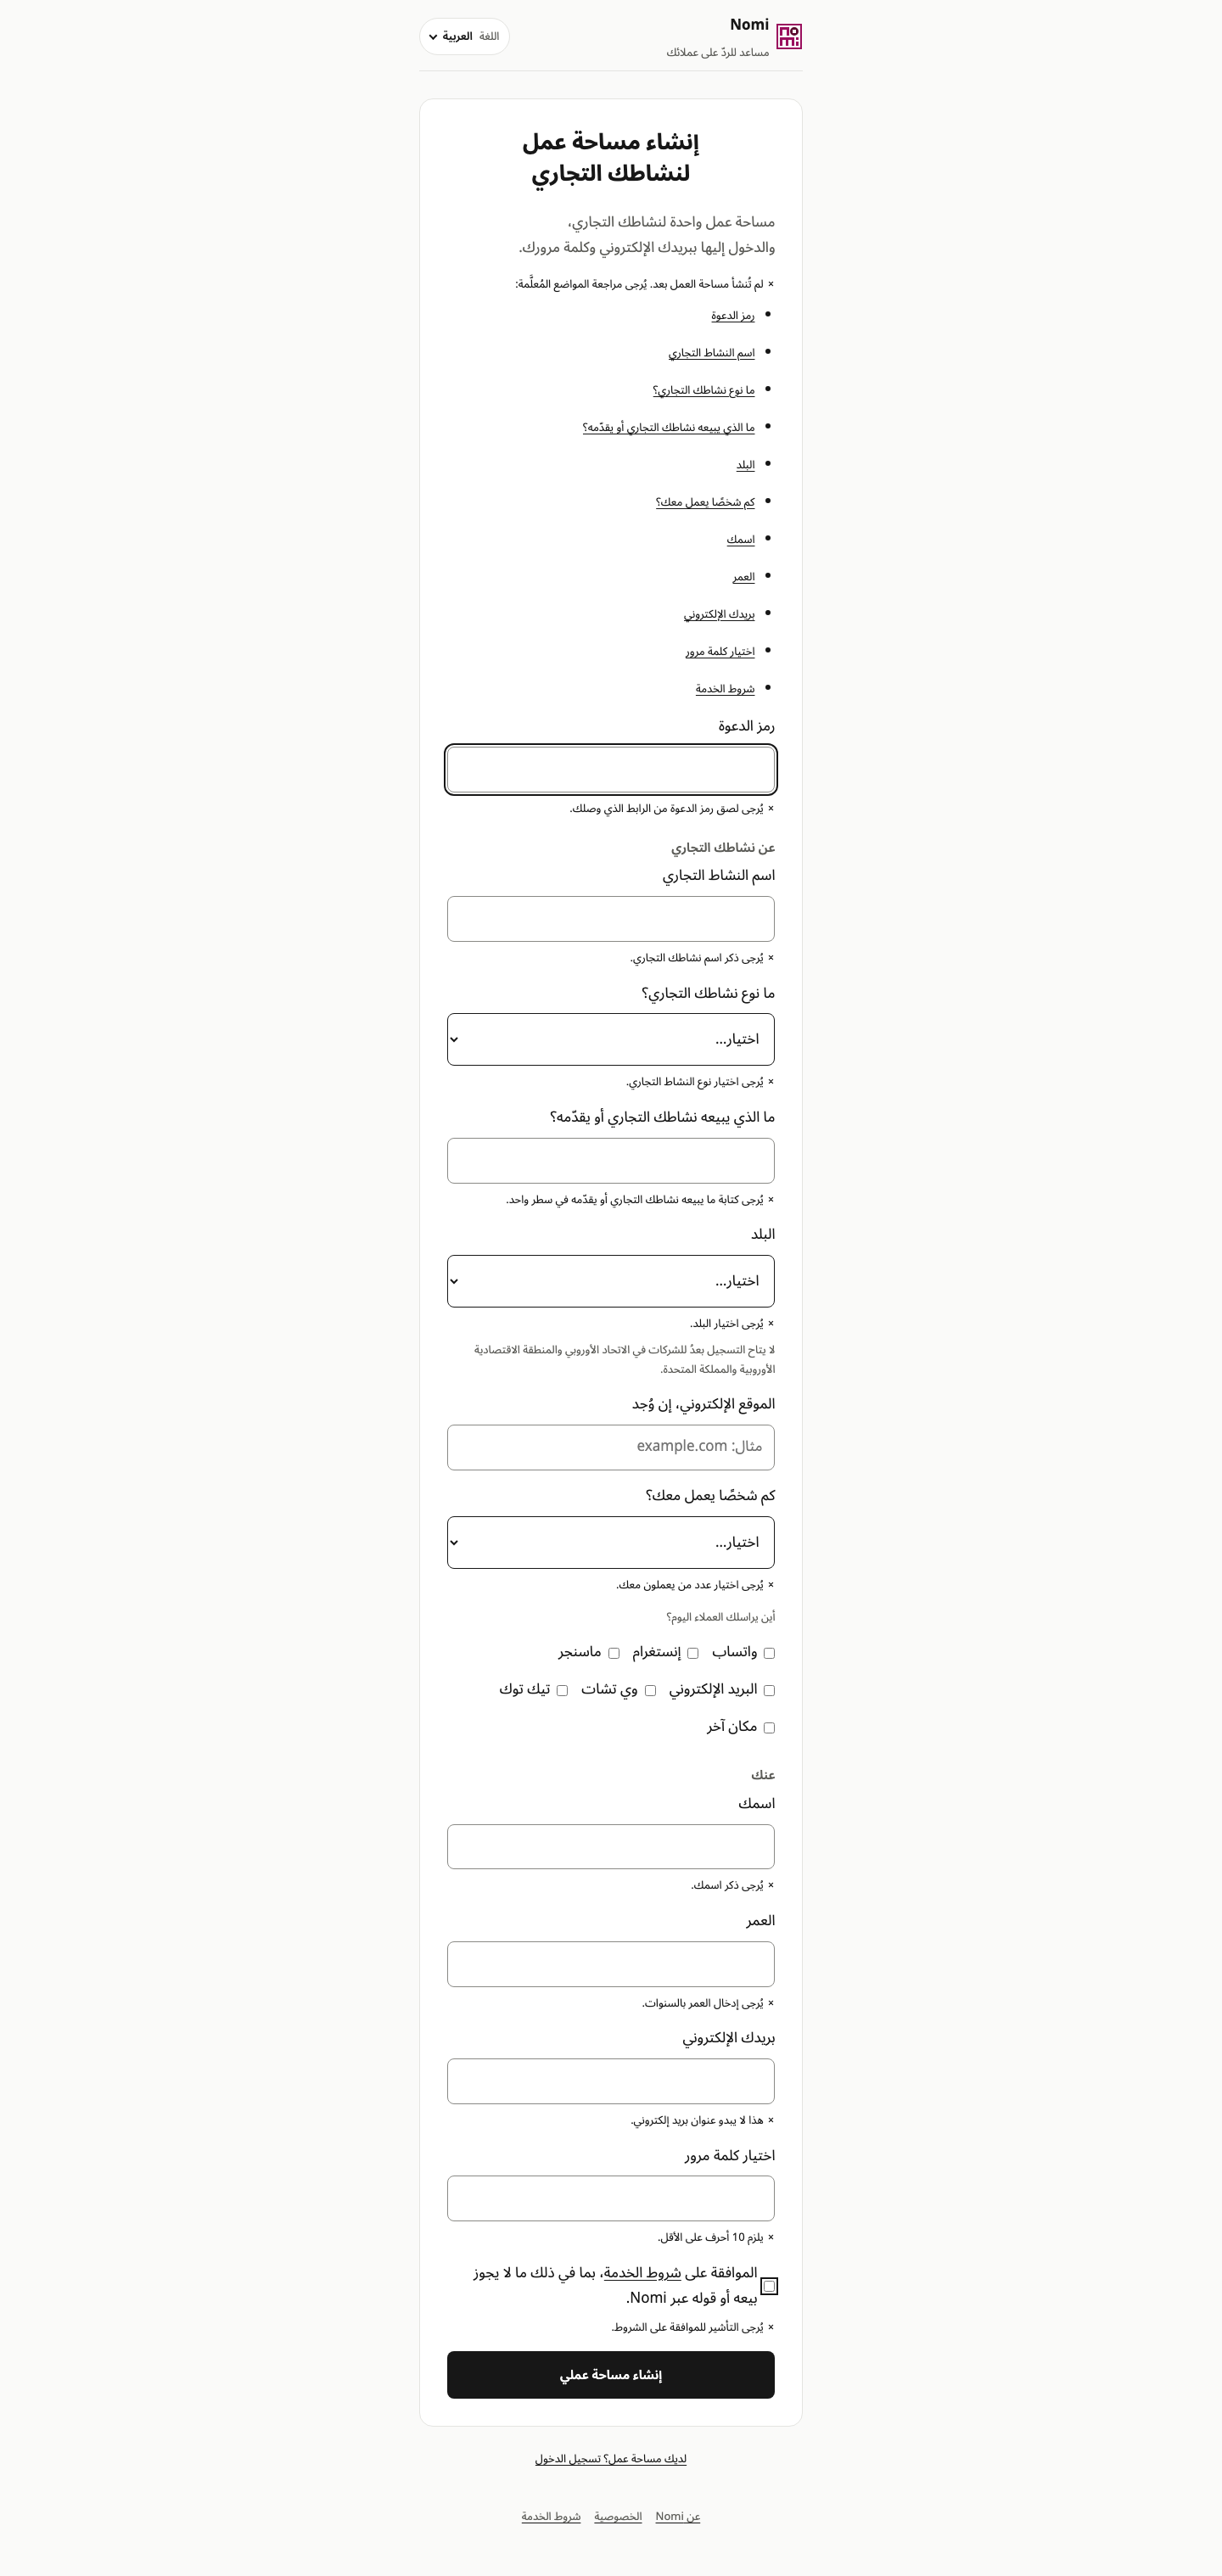 Nomi
مساعد للردّ على عملائك
اللغة العربية
إنشاء مساحة عمل
لنشاطك التجاري
مساحة عمل واحدة لنشاطك التجاري،
والدخول إليها ببريدك الإلكتروني وكلمة مرورك.
× لم تُنشأ مساحة العمل بعد. يُرجى مراجعة المواضع المُعلَّمة:
• رمز الدعوة
• اسم النشاط التجاري
• ما نوع نشاطك التجاري؟
• ما الذي يبيعه نشاطك التجاري أو يقدّمه؟
• البلد
• كم شخصًا يعمل معك؟
• اسمك
• العمر
• بريدك الإلكتروني
• اختيار كلمة مرور
• شروط الخدمة
رمز الدعوة
× يُرجى لصق رمز الدعوة من الرابط الذي وصلك.
عن نشاطك التجاري
اسم النشاط التجاري
× يُرجى ذكر اسم نشاطك التجاري.
ما نوع نشاطك التجاري؟
اختيار...
× يُرجى اختيار نوع النشاط التجاري.
ما الذي يبيعه نشاطك التجاري أو يقدّمه؟
× يُرجى كتابة ما يبيعه نشاطك التجاري أو يقدّمه في سطر واحد.
البلد
اختيار...
× يُرجى اختيار البلد.
لا يتاح التسجيل بعدُ للشركات في الاتحاد الأوروبي والمنطقة الاقتصادية
الأوروبية والمملكة المتحدة.
الموقع الإلكتروني، إن وُجد
مثال: example.com
كم شخصًا يعمل معك؟
اختيار...
× يُرجى اختيار عدد من يعملون معك.
أين يراسلك العملاء اليوم؟
واتساب إنستغرام ماسنجر
البريد الإلكتروني وي تشات تيك توك
مكان آخر
عنك
اسمك
× يُرجى ذكر اسمك.
العمر
× يُرجى إدخال العمر بالسنوات.
بريدك الإلكتروني
× هذا لا يبدو عنوان بريد إلكتروني.
اختيار كلمة مرور
× يلزم 10 أحرف على الأقل.
الموافقة على شروط الخدمة، بما في ذلك ما لا يجوز
بيعه أو قوله عبر Nomi.
× يُرجى التأشير للموافقة على الشروط.
إنشاء مساحة عملي
لديك مساحة عمل؟ تسجيل الدخول
عن Nomi الخصوصية شروط الخدمة